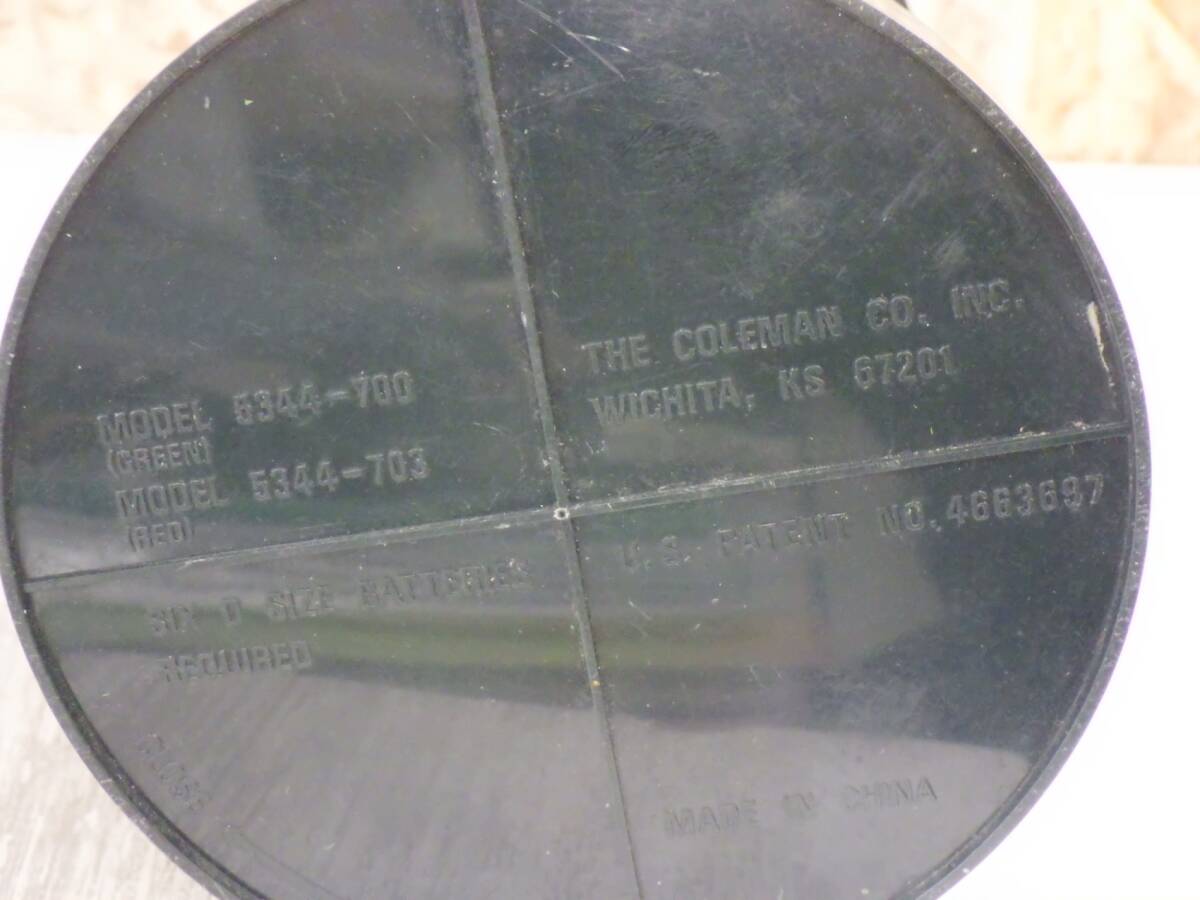 MODEL 5344-700
(GREEN)
MODEL 5344-703
(RED)
THE COLEMAN CO. INC.
WICHITA, KS 67201
SIX D SIZE BATTERIES
REQUIRED
U.S. PATENT NO. 4663697
MADE IN CHINA